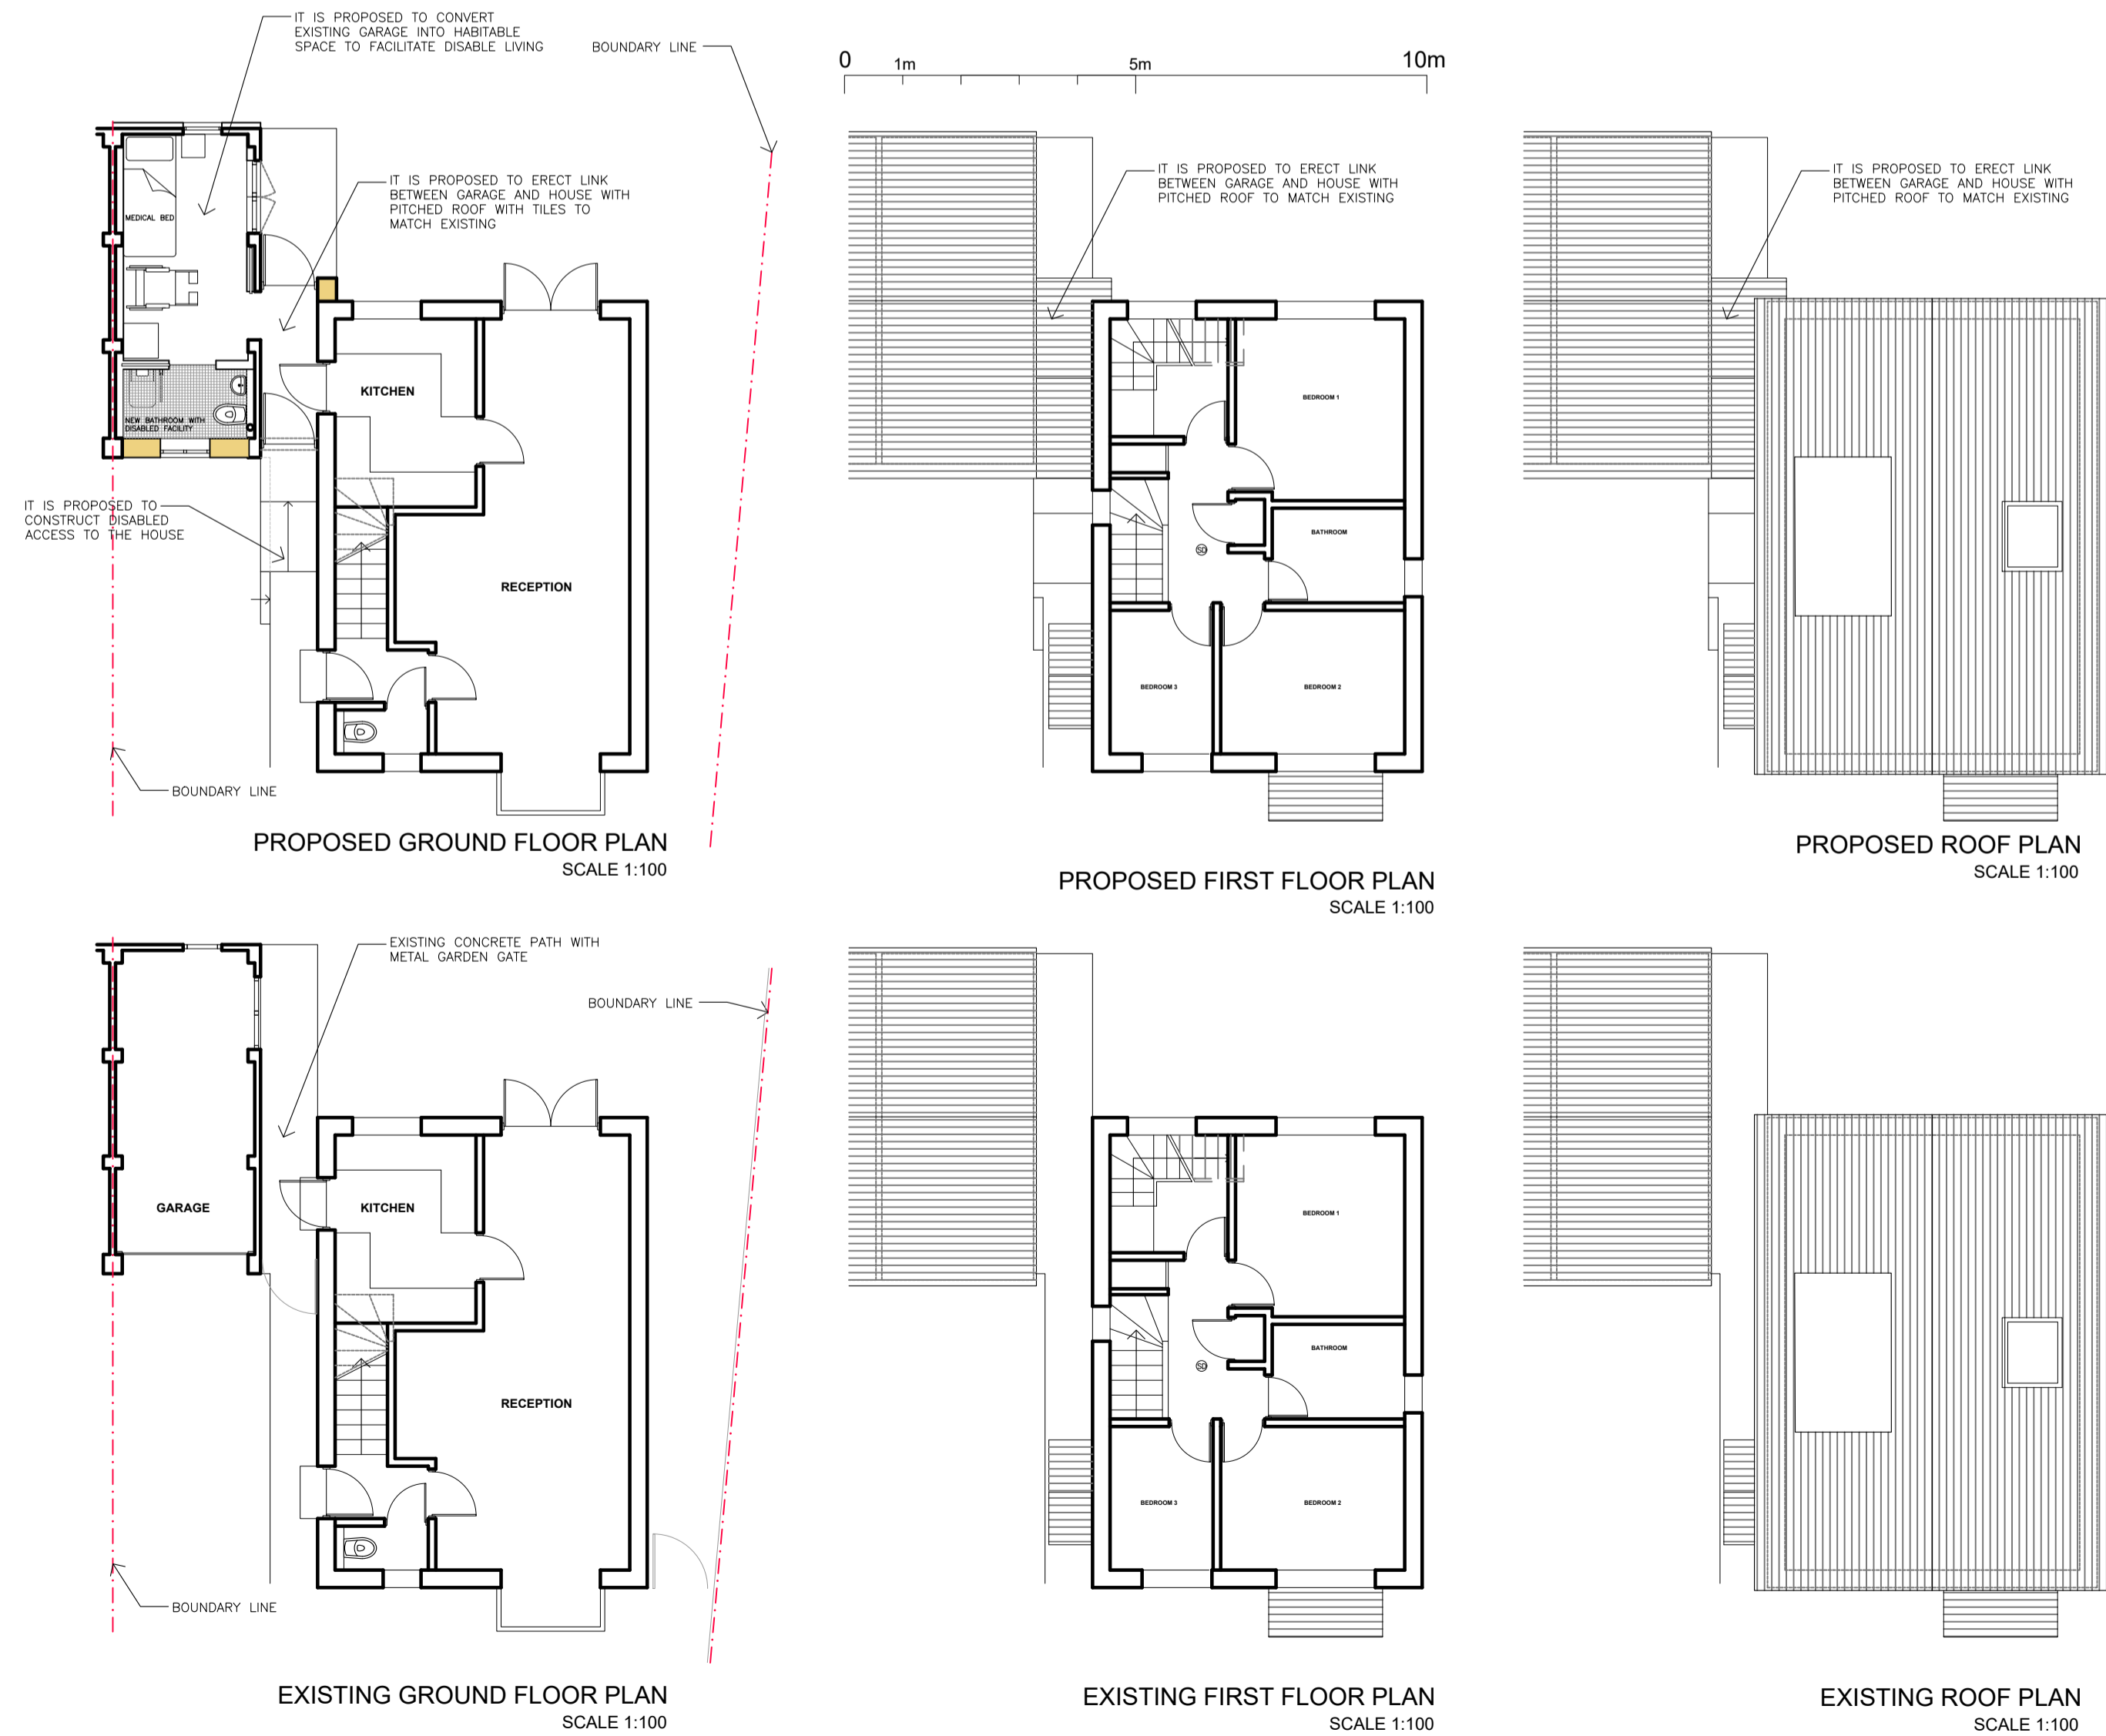 IT IS PROPOSED TO CONVERT
EXISTING GARAGE INTO HABITABLE
SPACE TO FACILITATE DISABLE LIVING
BOUNDARY LINE
IT IS PROPOSED TO ERECT LINK
BETWEEN GARAGE AND HOUSE WITH
PITCHED ROOF WITH TILES TO
MATCH EXISTING
MEDICAL BED
KITCHEN
NEW BATHROOM WITH
DISABLED FACILITY
IT IS PROPOSED TO
CONSTRUCT DISABLED
ACCESS TO THE HOUSE
RECEPTION
BOUNDARY LINE
PROPOSED GROUND FLOOR PLAN
SCALE 1:100
0 1m 5m 10m
IT IS PROPOSED TO ERECT LINK
BETWEEN GARAGE AND HOUSE WITH
PITCHED ROOF TO MATCH EXISTING
BEDROOM 1
BATHROOM
SD
BEDROOM 3
BEDROOM 2
PROPOSED FIRST FLOOR PLAN
SCALE 1:100
IT IS PROPOSED TO ERECT LINK
BETWEEN GARAGE AND HOUSE WITH
PITCHED ROOF TO MATCH EXISTING
PROPOSED ROOF PLAN
SCALE 1:100
EXISTING CONCRETE PATH WITH
METAL GARDEN GATE
BOUNDARY LINE
GARAGE
KITCHEN
RECEPTION
BOUNDARY LINE
EXISTING GROUND FLOOR PLAN
SCALE 1:100
BEDROOM 1
BATHROOM
SD
BEDROOM 3
BEDROOM 2
EXISTING FIRST FLOOR PLAN
SCALE 1:100
EXISTING ROOF PLAN
SCALE 1:100